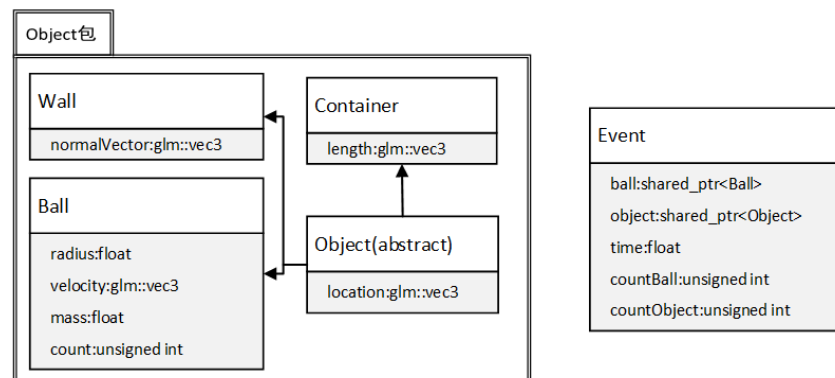 Object包
Wall
normalVector:glm::vec3
Container
length:glm::vec3
Ball
radius:float
velocity:glm::vec3
mass:float
count:unsigned int
Object(abstract)
location:glm::vec3
Event
ball:shared_ptr<Ball>
object:shared_ptr<Object>
time:float
countBall:unsigned int
countObject:unsigned int